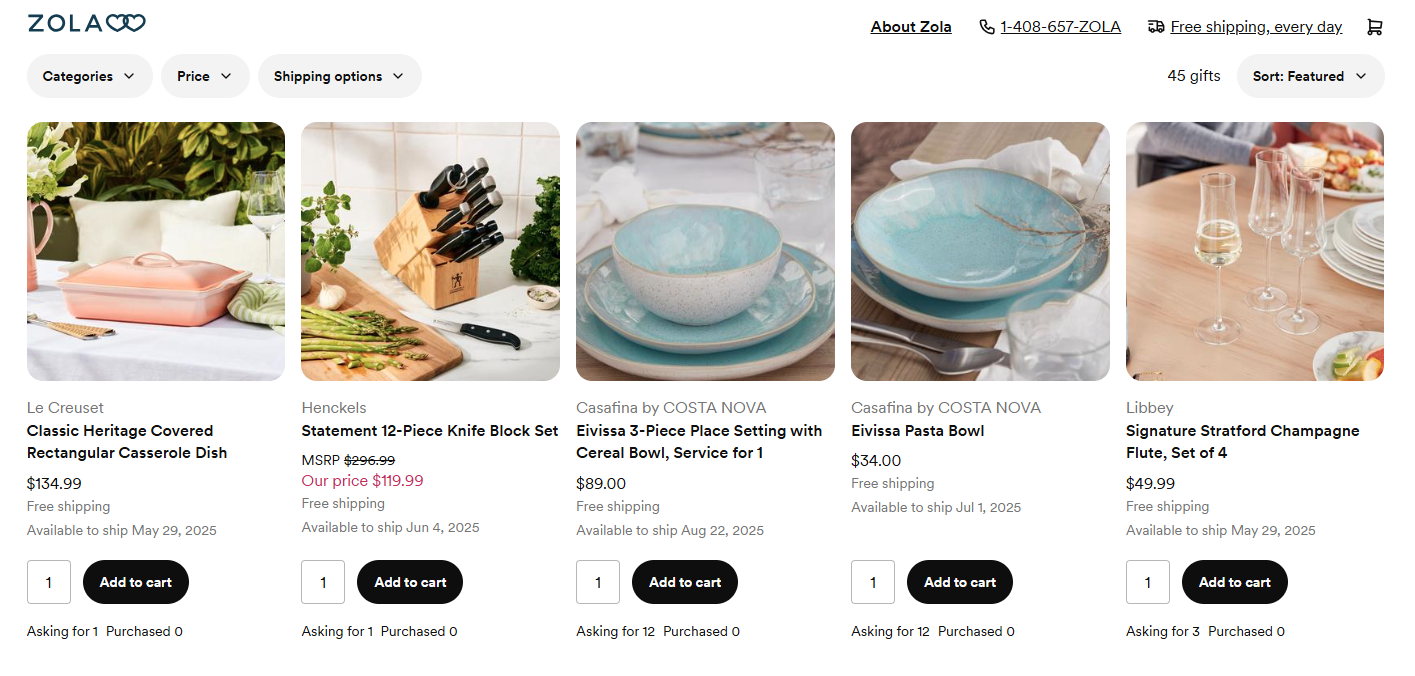 ZOLA
About Zola
1-408-657-ZOLA
Free shipping, every day
Categories
Price
Shipping options
45 gifts
Sort: Featured
Le Creuset
Classic Heritage Covered
Rectangular Casserole Dish
$134.99
Free shipping
Available to ship May 29, 2025
1
Add to cart
Asking for 1 Purchased 0
Henckels
Statement 12-Piece Knife Block Set
MSRP $296.99
Our price $119.99
Free shipping
Available to ship Jun 4, 2025
1
Add to cart
Asking for 1 Purchased 0
Casafina by COSTA NOVA
Eivissa 3-Piece Place Setting with
Cereal Bowl, Service for 1
$89.00
Free shipping
Available to ship Aug 22, 2025
1
Add to cart
Asking for 12 Purchased 0
Casafina by COSTA NOVA
Eivissa Pasta Bowl
$34.00
Free shipping
Available to ship Jul 1, 2025
1
Add to cart
Asking for 12 Purchased 0
Libbey
Signature Stratford Champagne
Flute, Set of 4
$49.99
Free shipping
Available to ship May 29, 2025
1
Add to cart
Asking for 3 Purchased 0